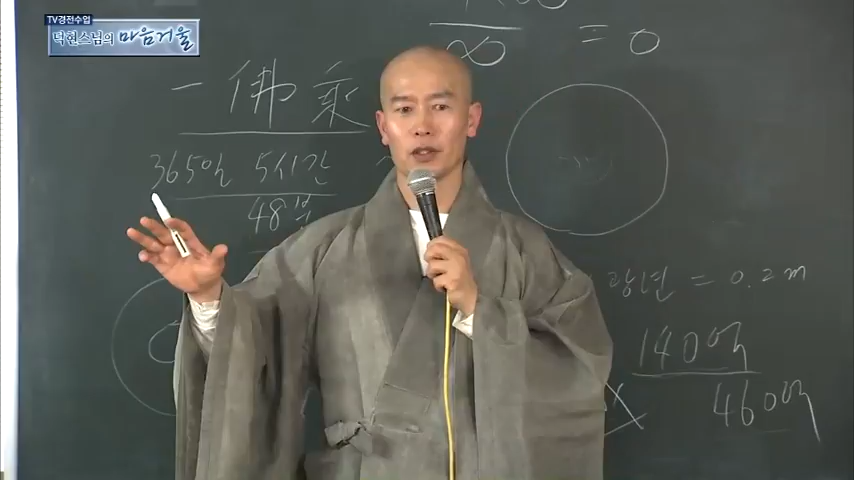 TV경전수업
덕현스님의 마음거울
∞ = 0
一佛乘
365일 5시간
48분
광년 = 0.2m
140억
460억